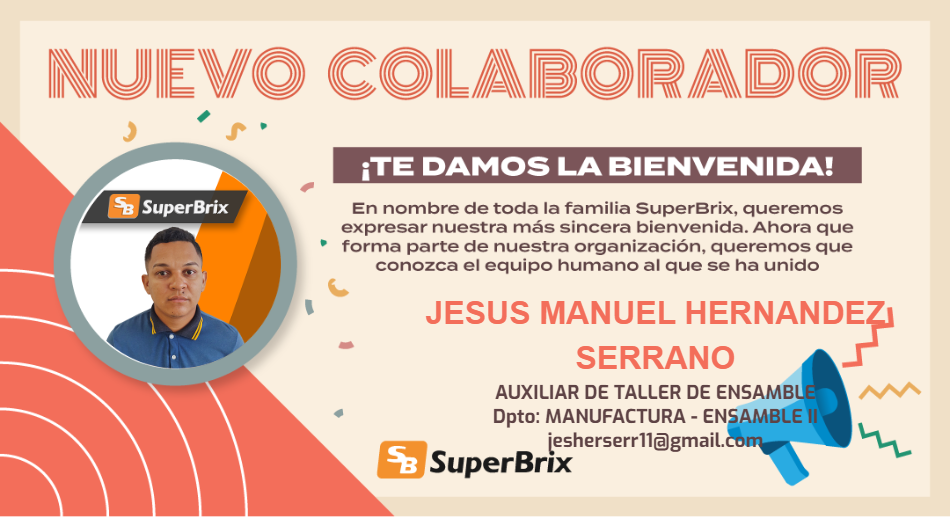 NUEVO COLABORADOR
¡TE DAMOS LA BIENVENIDA!
SB SuperBrix
En nombre de toda la familia SuperBrix, queremos
expresar nuestra más sincera bienvenida. Ahora que
forma parte de nuestra organización, queremos que
conozca el equipo humano al que se ha unido
JESUS MANUEL HERNANDEZ
SERRANO
AUXILIAR DE TALLER DE ENSAMBLE
Dpto: MANUFACTURA - ENSAMBLE II
jesherserr11@gmail.com
SB SuperBrix